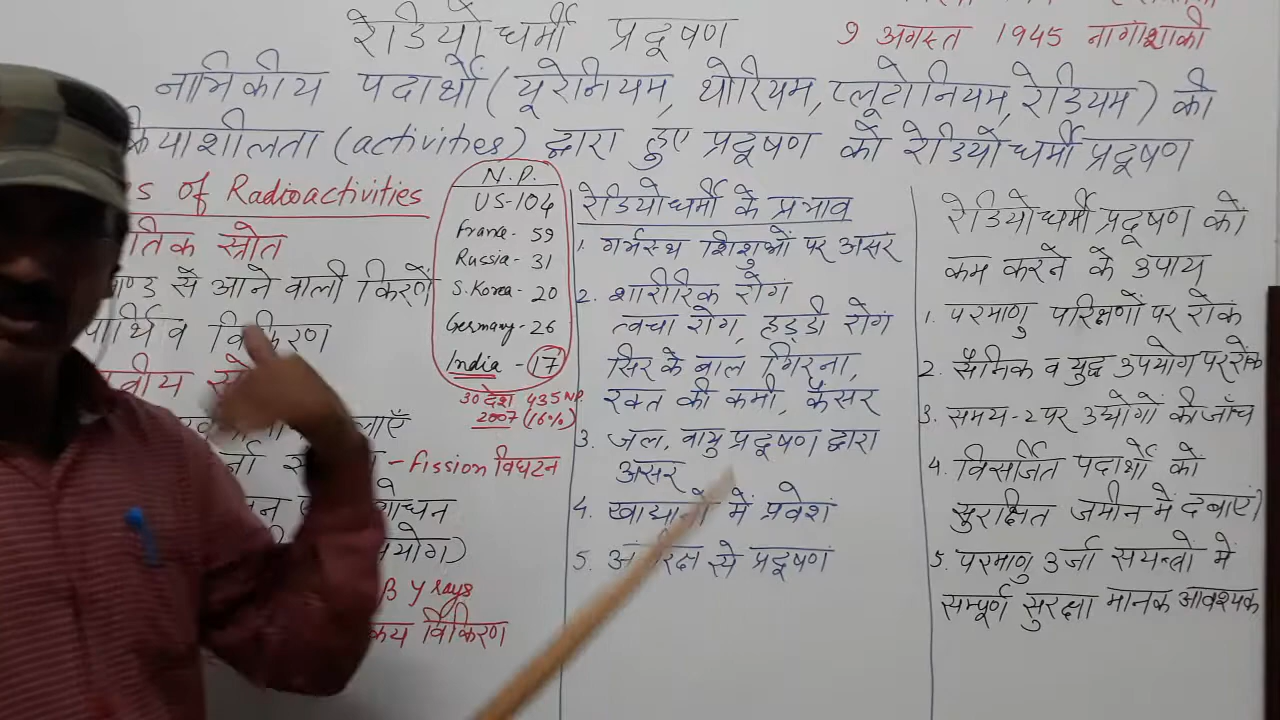 रेडियोधर्मी प्रदूषण
9 अगस्त 1945 नागाशाकी
नाभिकीय पदार्थों (यूरेनियम, थोरियम, प्लूटोनियम, रेडियम) की
क्रियाशीलता (activities) द्वारा हुए प्रदूषण को रेडियोधर्मी प्रदूषण
of Radioactivities
स्रोत
से आने वाली किरणें
विकिरण
- fission विघटन
β γ rays
विकिरण
N.P.
US-104
France - 59
Russia - 31
S.Korea - 20
Germany - 26
India - 17
30 देश 435 NP
2007 (16%)
रेडियोधर्मी के प्रभाव
1. गर्भस्थ शिशुओं पर असर
2. शारीरिक रोग
त्वचा रोग, हड्डी रोग
सिर के बाल गिरना,
रक्त की कमी, कैंसर
3. जल, वायु प्रदूषण द्वारा
असर
4. में प्रवेश
5. प्रदूषण
रेडियोधर्मी प्रदूषण को
कम करने के उपाय
1. परमाणु परिक्षणों पर रोक
2. सैनिक व युद्ध उपयोग पर रोक
3. समय-2 पर उद्योगों की जाँच
4. विसर्जित पदार्थों को
सुरक्षित जमीन में दबाएं
5. परमाणु उर्जा सयन्त्रों में
सम्पूर्ण सुरक्षा मानक आवश्यक